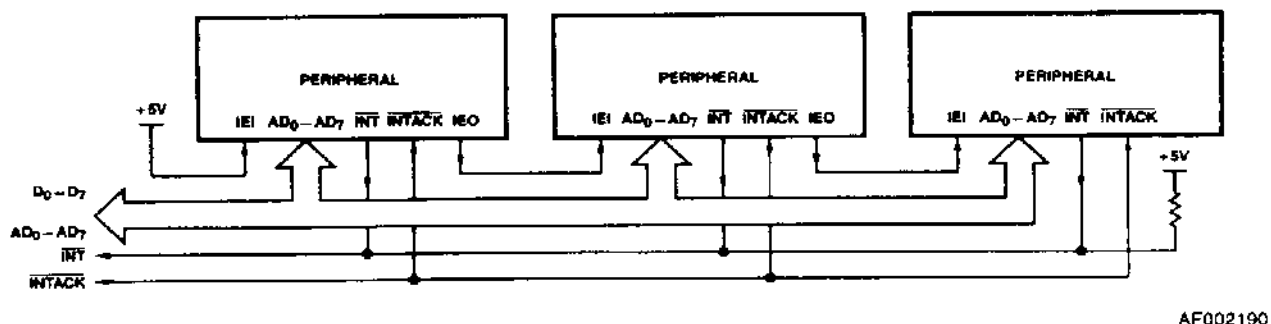 PERIPHERAL
IEI AD0–AD7 INT INTACK IEO
PERIPHERAL
IEI AD0–AD7 INT INTACK IEO
PERIPHERAL
IEI AD0–AD7 INT INTACK
+5V
+5V
D0–D7
AD0–AD7
INT
INTACK
AF002190